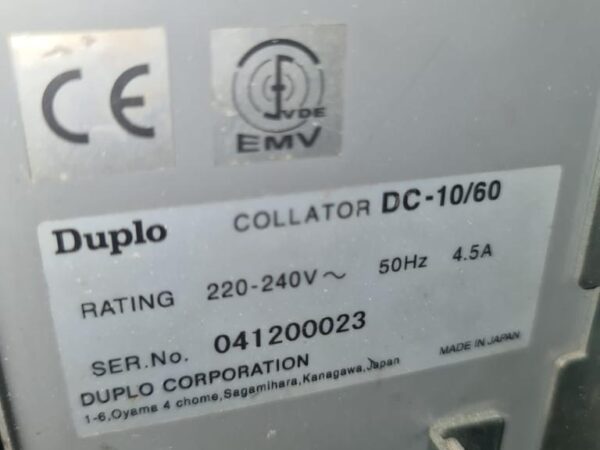 CE
VDE
EMV
Duplo COLLATOR DC-10/60
RATING 220-240V～ 50Hz 4.5A
SER.No. 041200023
DUPLO CORPORATION MADE IN JAPAN
1-6,Oyama 4 chome,Sagamihara,Kanagawa,Japan